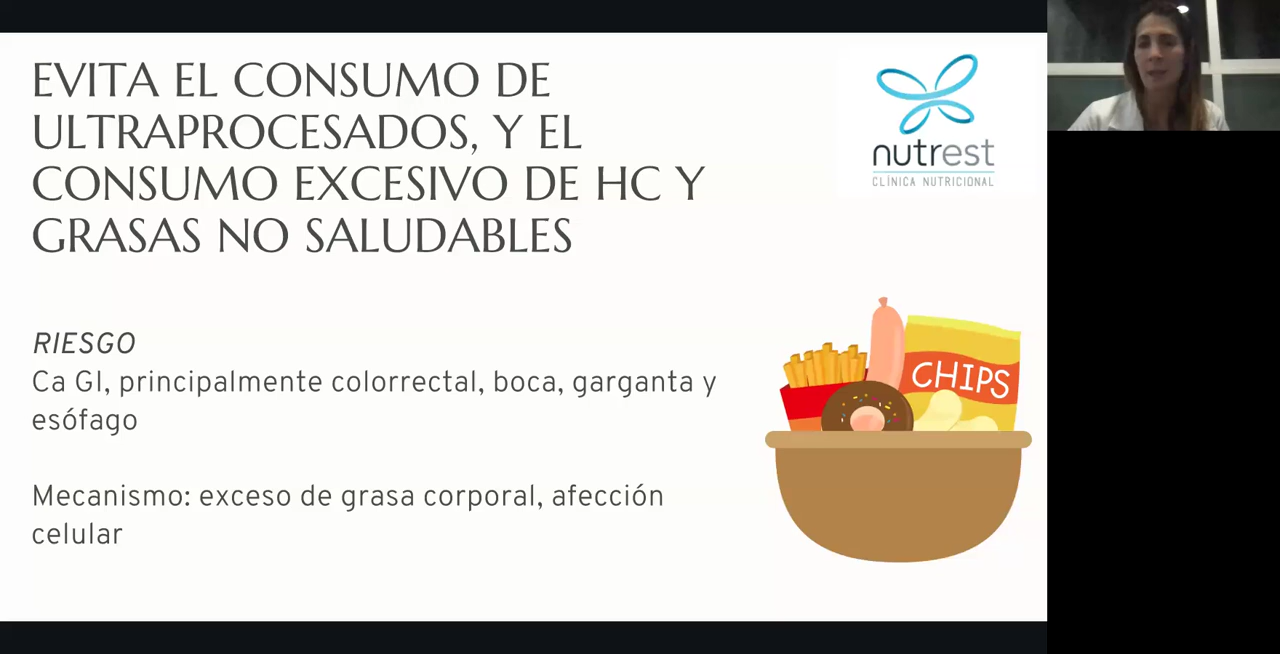 EVITA EL CONSUMO DE
ULTRAPROCESADOS, Y EL
CONSUMO EXCESIVO DE HC Y
GRASAS NO SALUDABLES
nutrest
CLÍNICA NUTRICIONAL
RIESGO
Ca GI, principalmente colorrectal, boca, garganta y
esófago
Mecanismo: exceso de grasa corporal, afección
celular
CHIPS